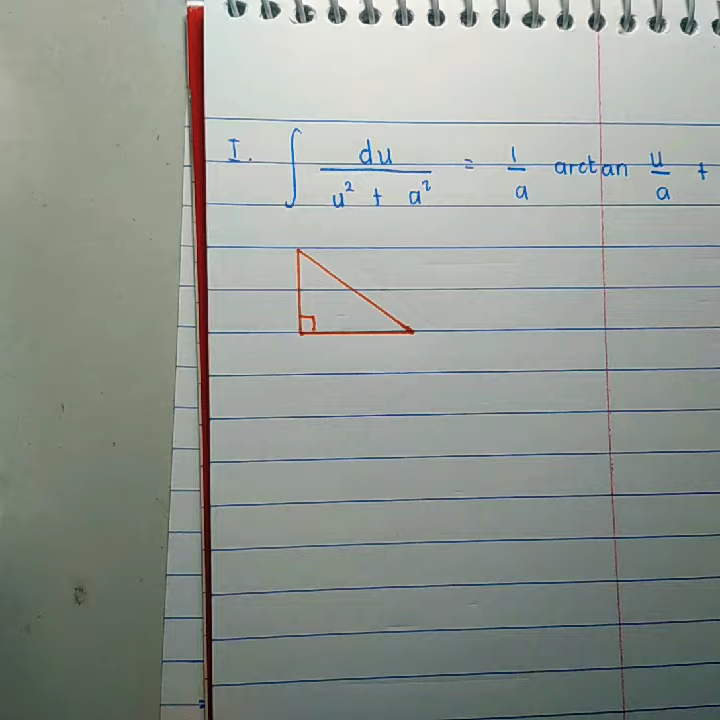 I. ∫ du / (u² + a²) = 1/a arctan u/a +